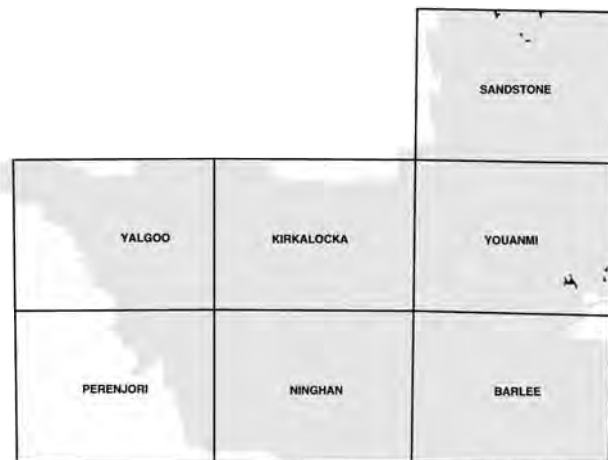 SANDSTONE
YALGOO
KIRKALOCKA
YOUANMI
PERENJORI
NINGHAN
BARLEE